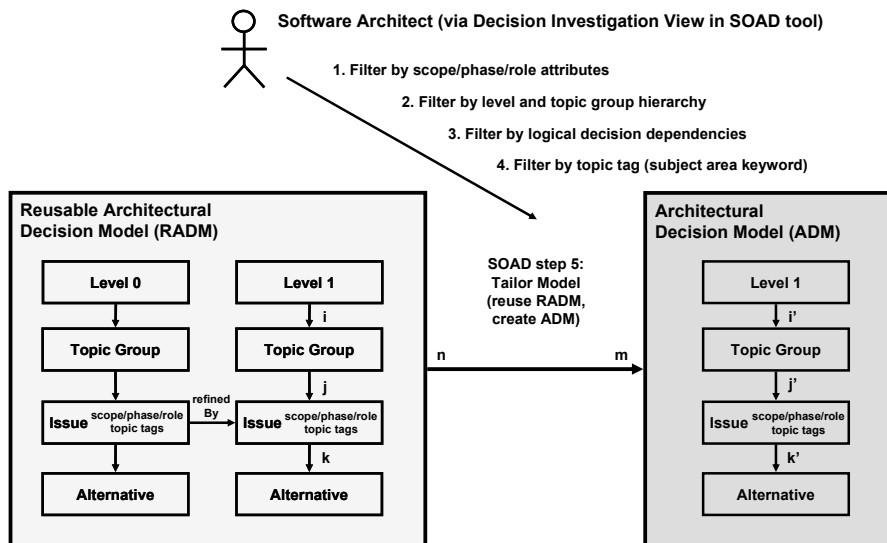 Software Architect (via Decision Investigation View in SOAD tool)
1. Filter by scope/phase/role attributes
2. Filter by level and topic group hierarchy
3. Filter by logical decision dependencies
4. Filter by topic tag (subject area keyword)
Reusable Architectural
Decision Model (RADM)
Level 0
Topic Group
Issue scope/phase/role
topic tags
Alternative
refined
By
Level 1
i
Topic Group
j
Issue scope/phase/role
topic tags
k
Alternative
SOAD step 5:
Tailor Model
(reuse RADM,
create ADM)
n
m
Architectural
Decision Model (ADM)
Level 1
i'
Topic Group
j'
Issue scope/phase/role
topic tags
k'
Alternative